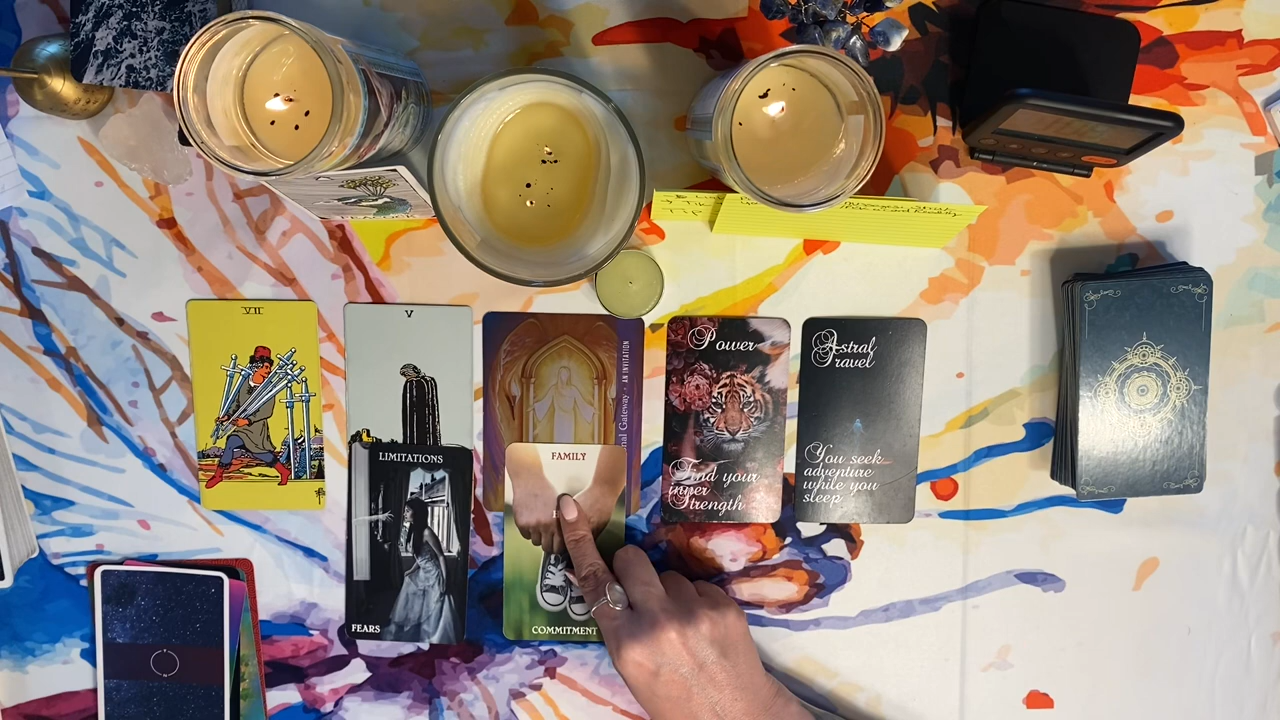 VII
V
AN INVITATION
Power
Find your
inner
Strength
Astral
Travel
You seek
adventure
while you
sleep
LIMITATIONS
FEARS
FAMILY
COMMITMENT